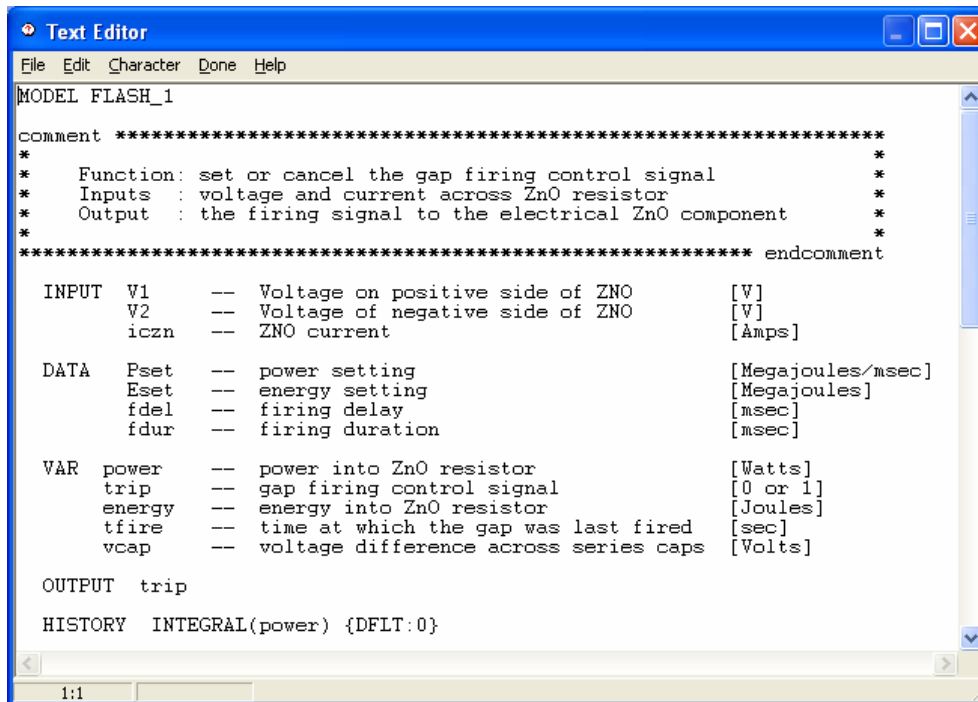 Text Editor
File Edit Character Done Help
MODEL FLASH_1
comment ****************************************************************
* *
* Function: set or cancel the gap firing control signal *
* Inputs : voltage and current across ZnO resistor *
* Output : the firing signal to the electrical ZnO component *
* *
************************************************************* endcomment
INPUT V1 -- Voltage on positive side of ZNO [V]
V2 -- Voltage of negative side of ZNO [V]
iczn -- ZNO current [Amps]
DATA Pset -- power setting [Megajoules/msec]
Eset -- energy setting [Megajoules]
fdel -- firing delay [msec]
fdur -- firing duration [msec]
VAR power -- power into ZnO resistor [Watts]
trip -- gap firing control signal [0 or 1]
energy -- energy into ZnO resistor [Joules]
tfire -- time at which the gap was last fired [sec]
vcap -- voltage difference across series caps [Volts]
OUTPUT trip
HISTORY INTEGRAL(power) {DFLT:0}
1:1